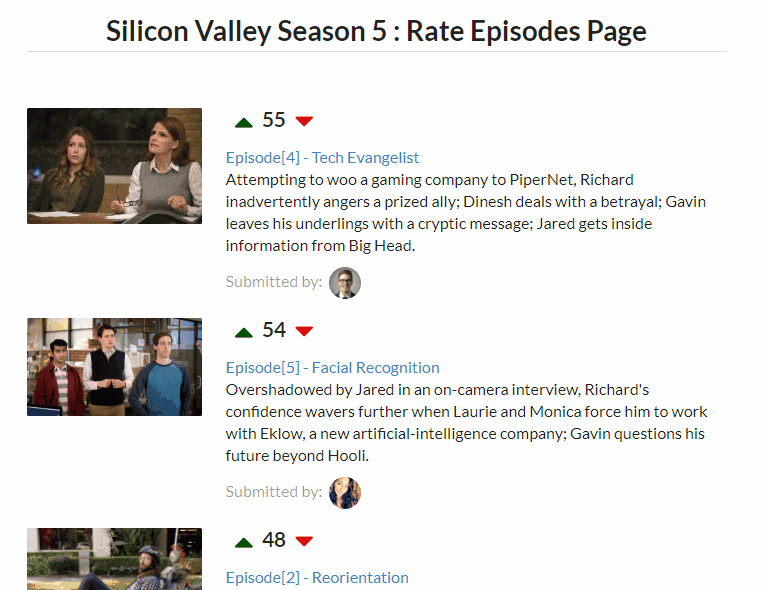 Silicon Valley Season 5 : Rate Episodes Page
55
Episode[4] - Tech Evangelist
Attempting to woo a gaming company to PiperNet, Richard
inadvertently angers a prized ally; Dinesh deals with a betrayal; Gavin
leaves his underlings with a cryptic message; Jared gets inside
information from Big Head.
Submitted by:
54
Episode[5] - Facial Recognition
Overshadowed by Jared in an on-camera interview, Richard's
confidence wavers further when Laurie and Monica force him to work
with Eklow, a new artificial-intelligence company; Gavin questions his
future beyond Hooli.
Submitted by:
48
Episode[2] - Reorientation